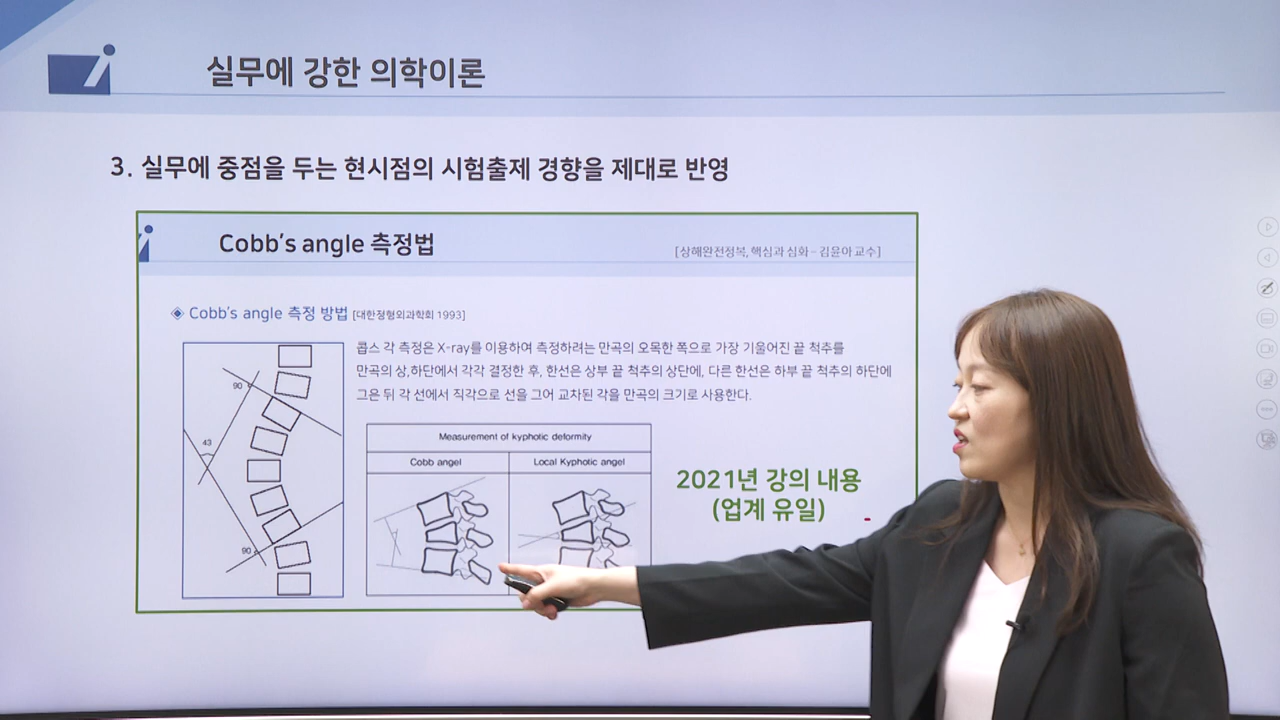 실무에 강한 의학이론
3. 실무에 중점을 두는 현시점의 시험출제 경향을 제대로 반영
Cobb's angle 측정법
[상해완전정복, 핵심과 심화 – 김윤아 교수]
◈ Cobb's angle 측정 방법 [대한정형외과학회 1993]
콥스 각 측정은 X-ray를 이용하여 측정하려는 만곡의 오목한 쪽으로 가장 기울어진 끝 척추를
만곡의 상,하단에서 각각 결정한 후, 한선은 상부 끝 척추의 상단에, 다른 한선은 하부 끝 척추의 하단에
그은 뒤 각 선에서 직각으로 선을 그어 교차된 각을 만곡의 크기로 사용한다.
90
43
90
Measurement of kyphotic deformity
Cobb angel
Local Kyphotic angel
2021년 강의 내용
(업계 유일)